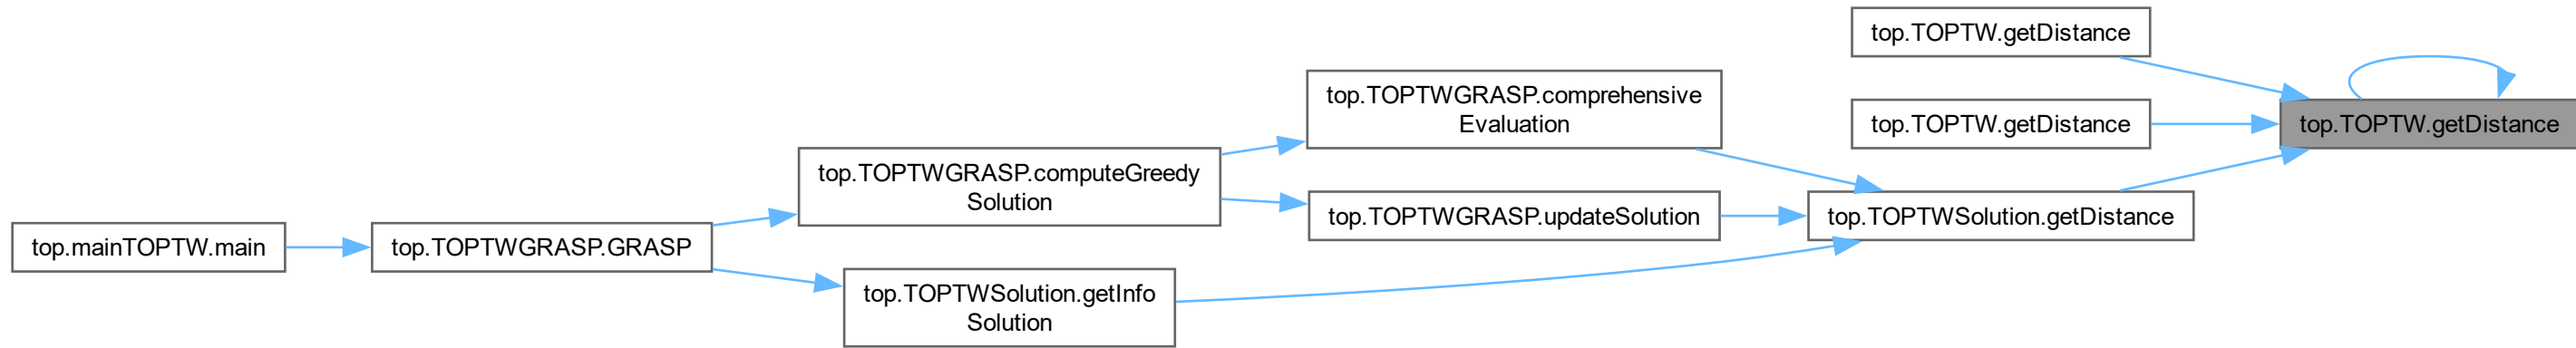 top.mainTOPTW.main
top.TOPTWGRASP.GRASP
top.TOPTWGRASP.computeGreedy
Solution
top.TOPTWSolution.getInfo
Solution
top.TOPTWGRASP.comprehensive
Evaluation
top.TOPTWGRASP.updateSolution
top.TOPTW.getDistance
top.TOPTW.getDistance
top.TOPTWSolution.getDistance
top.TOPTW.getDistance